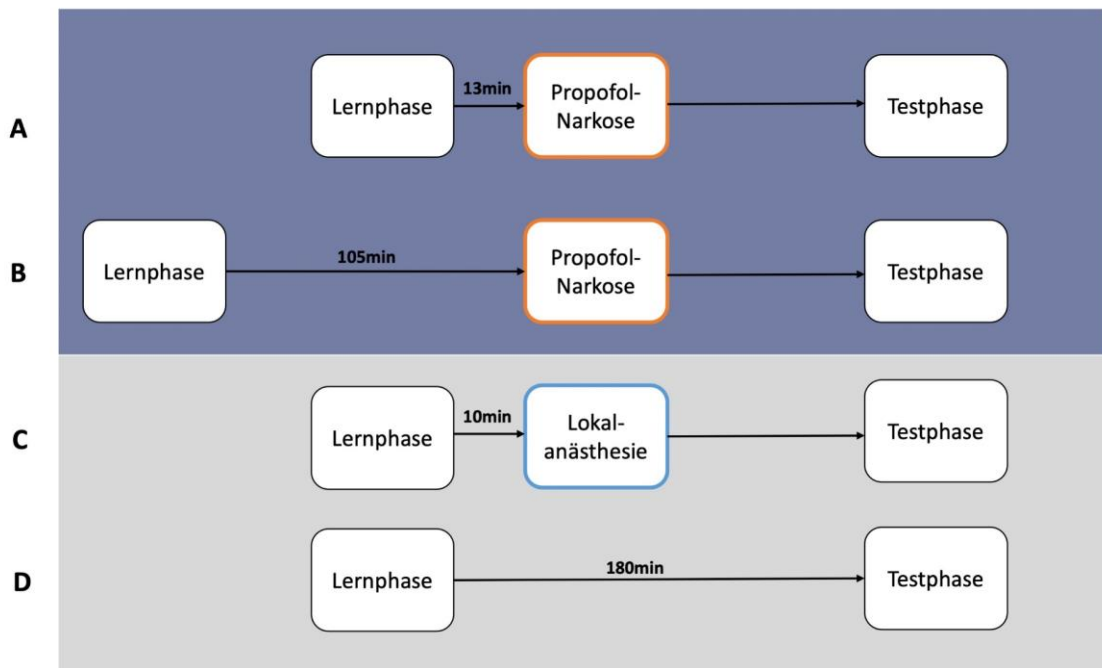 A
Lernphase
13min
Propofol-
Narkose
Testphase
B
Lernphase
105min
Propofol-
Narkose
Testphase
C
Lernphase
10min
Lokal-
anästhesie
Testphase
D
Lernphase
180min
Testphase